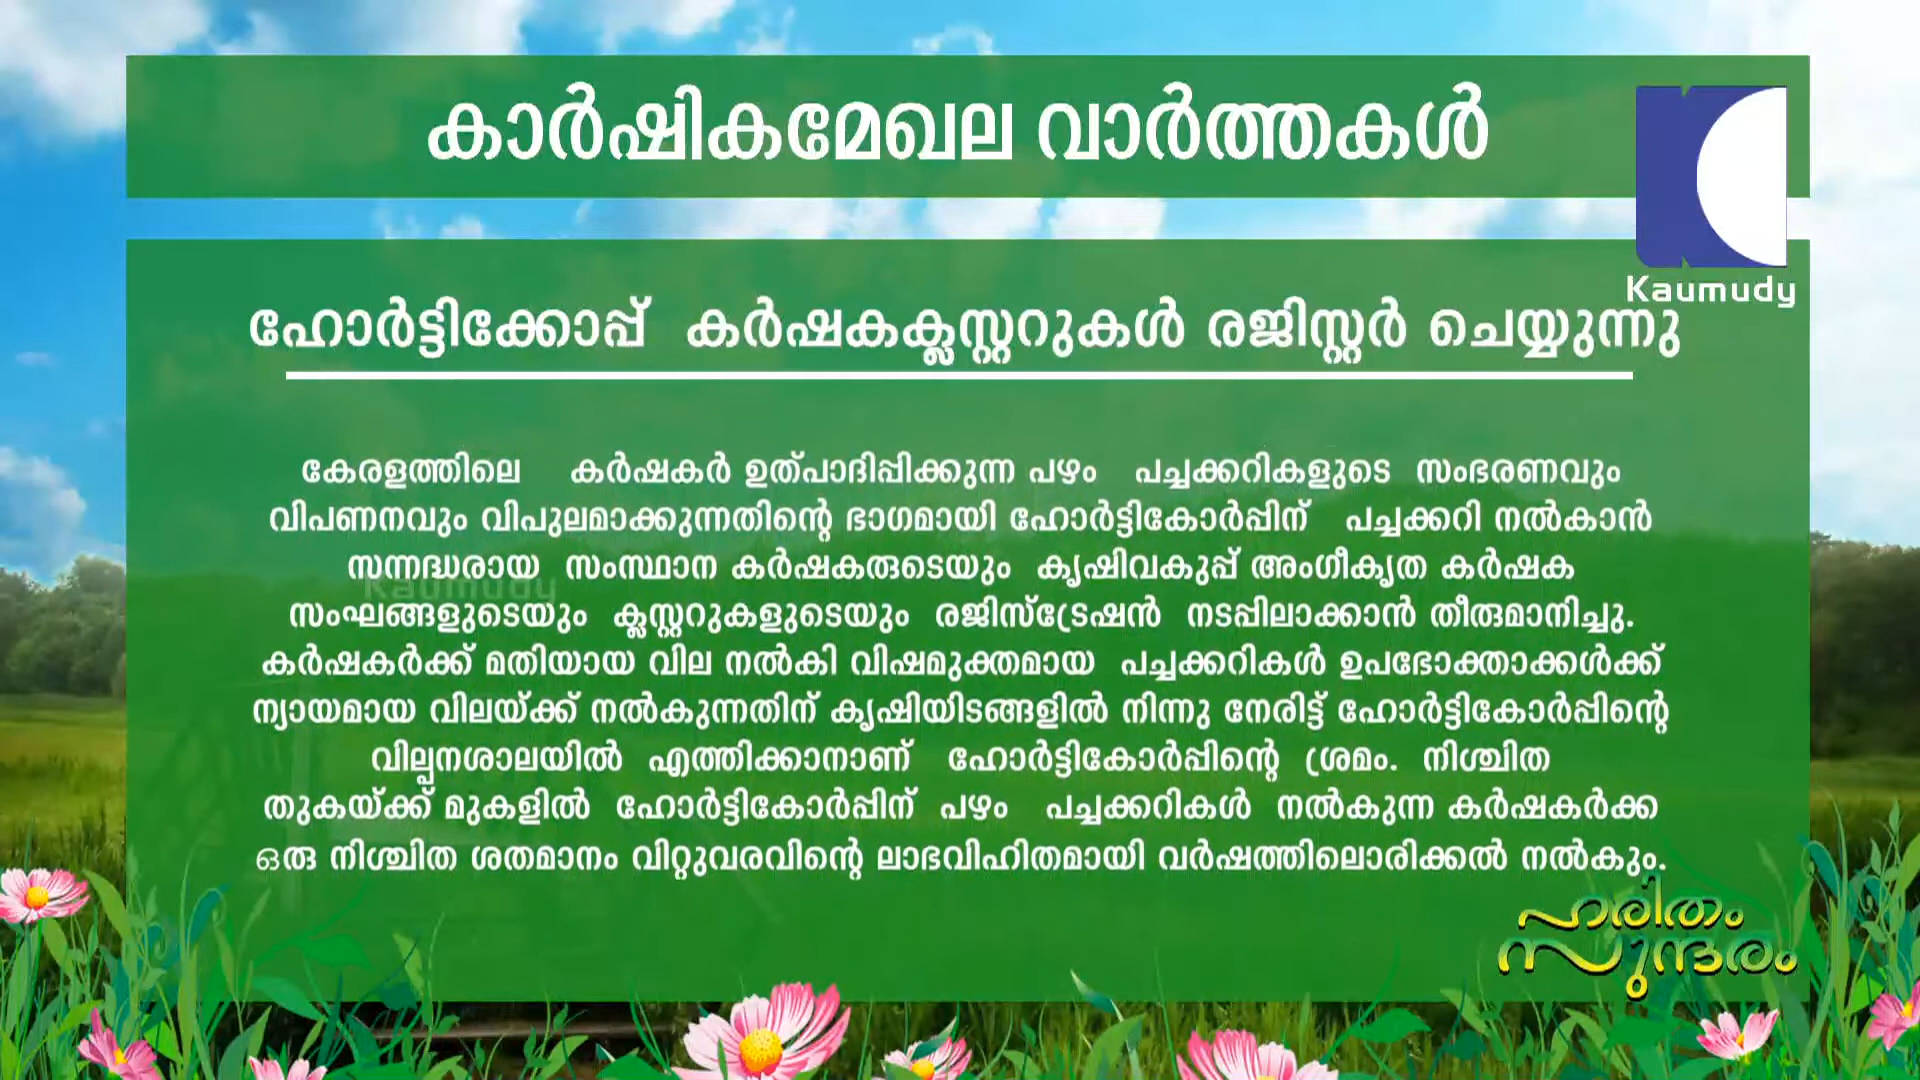 കാർഷികമേഖല വാർത്തകൾ
Kaumudy
ഹോർട്ടിക്കോപ്പ് കർഷകക്ലസ്റ്ററുകൾ രജിസ്റ്റർ ചെയ്യുന്നു
കേരളത്തിലെ കർഷകർ ഉത്പാദിപ്പിക്കുന്ന പഴം പച്ചക്കറികളുടെ സംഭരണവും
വിപണനവും വിപുലമാക്കുന്നതിന്റെ ഭാഗമായി ഹോർട്ടികോർപ്പിന് പച്ചക്കറി നൽകാൻ
സന്നദ്ധരായ സംസ്ഥാന കർഷകരുടെയും കൃഷിവകുപ്പ് അംഗീകൃത കർഷക
സംഘങ്ങളുടെയും ക്ലസ്റ്ററുകളുടെയും രജിസ്ട്രേഷൻ നടപ്പിലാക്കാൻ തീരുമാനിച്ചു.
കർഷകർക്ക് മതിയായ വില നൽകി വിഷമുക്തമായ പച്ചക്കറികൾ ഉപഭോക്താക്കൾക്ക്
ന്യായമായ വിലയ്ക്ക് നൽകുന്നതിന് കൃഷിയിടങ്ങളിൽ നിന്നു നേരിട്ട് ഹോർട്ടികോർപ്പിന്റെ
വില്പനശാലയിൽ എത്തിക്കാനാണ് ഹോർട്ടികോർപ്പിന്റെ ശ്രമം. നിശ്ചിത
തുകയ്ക്ക് മുകളിൽ ഹോർട്ടികോർപ്പിന് പഴം പച്ചക്കറികൾ നൽകുന്ന കർഷകർക്ക
ഒരു നിശ്ചിത ശതമാനം വിറ്റുവരവിന്റെ ലാഭവിഹിതമായി വർഷത്തിലൊരിക്കൽ നൽകും.
ഹരിതം
സുന്ദരം
Kaumudy